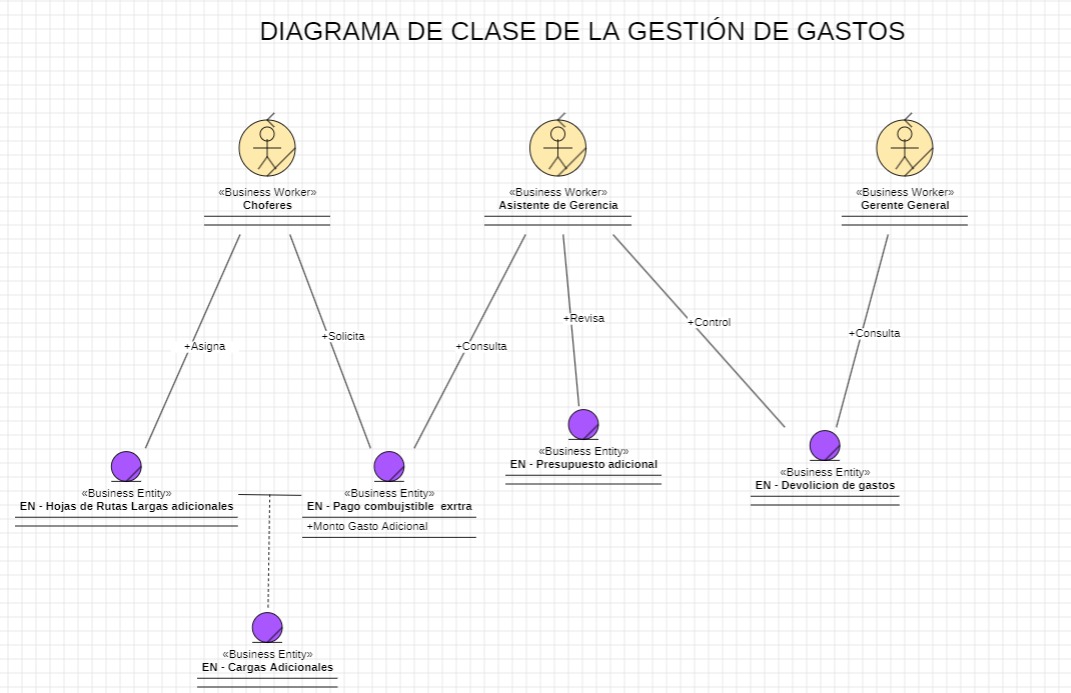 DIAGRAMA DE CLASE DE LA GESTIÓN DE GASTOS
«Business Worker»
Choferes
«Business Worker»
Asistente de Gerencia
«Business Worker»
Gerente General
+Asigna
+Solicita
+Consulta
+Revisa
+Control
+Consulta
«Business Entity»
EN - Hojas de Rutas Largas adicionales
«Business Entity»
EN - Pago combujstible exrtra
+Monto Gasto Adicional
«Business Entity»
EN - Presupuesto adicional
«Business Entity»
EN - Devolicion de gastos
«Business Entity»
EN - Cargas Adicionales